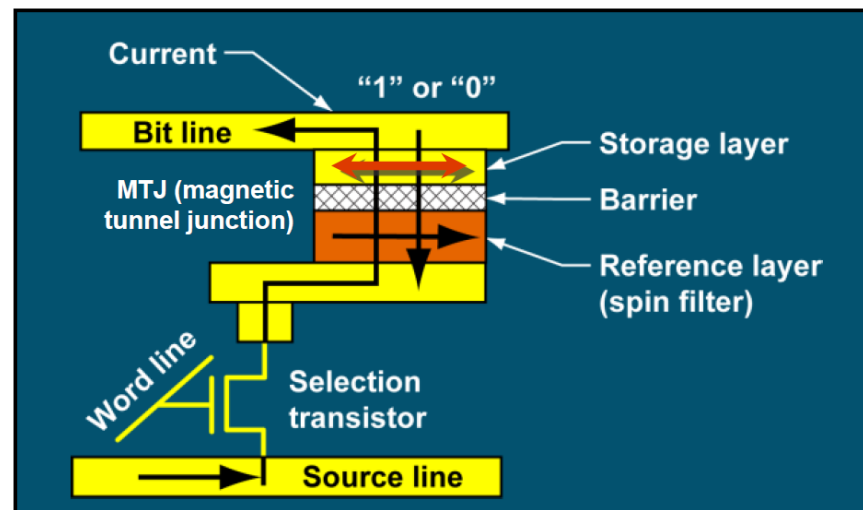 Current
“1” or “0”
Bit line
Storage layer
MTJ (magnetic
tunnel junction)
Barrier
Reference layer
(spin filter)
Word line
Selection
transistor
Source line